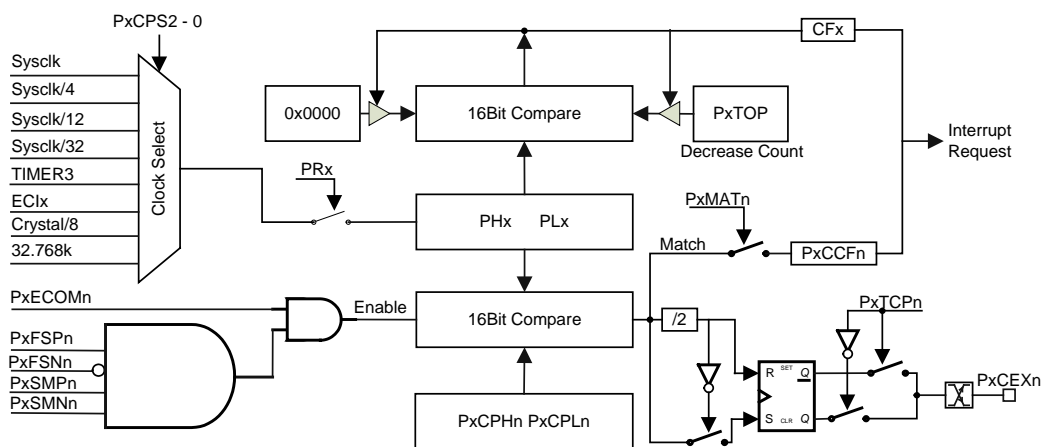 PxCPS2 - 0
Sysclk
Sysclk/4
Sysclk/12
Sysclk/32
TIMER3
ECIx
Crystal/8
32.768k
Clock Select
PRx
0x0000
16Bit Compare
PxTOP
Decrease Count
CFx
Interrupt
Request
PHx PLx
PxMATn
Match
PxCCFn
PxECOMn
Enable
16Bit Compare
PxFSPn
PxFSNn
PxSMPn
PxSMNn
PxCPHn PxCPLn
/2
PxTCPn
R SET Q
S CLR Q
PxCEXn